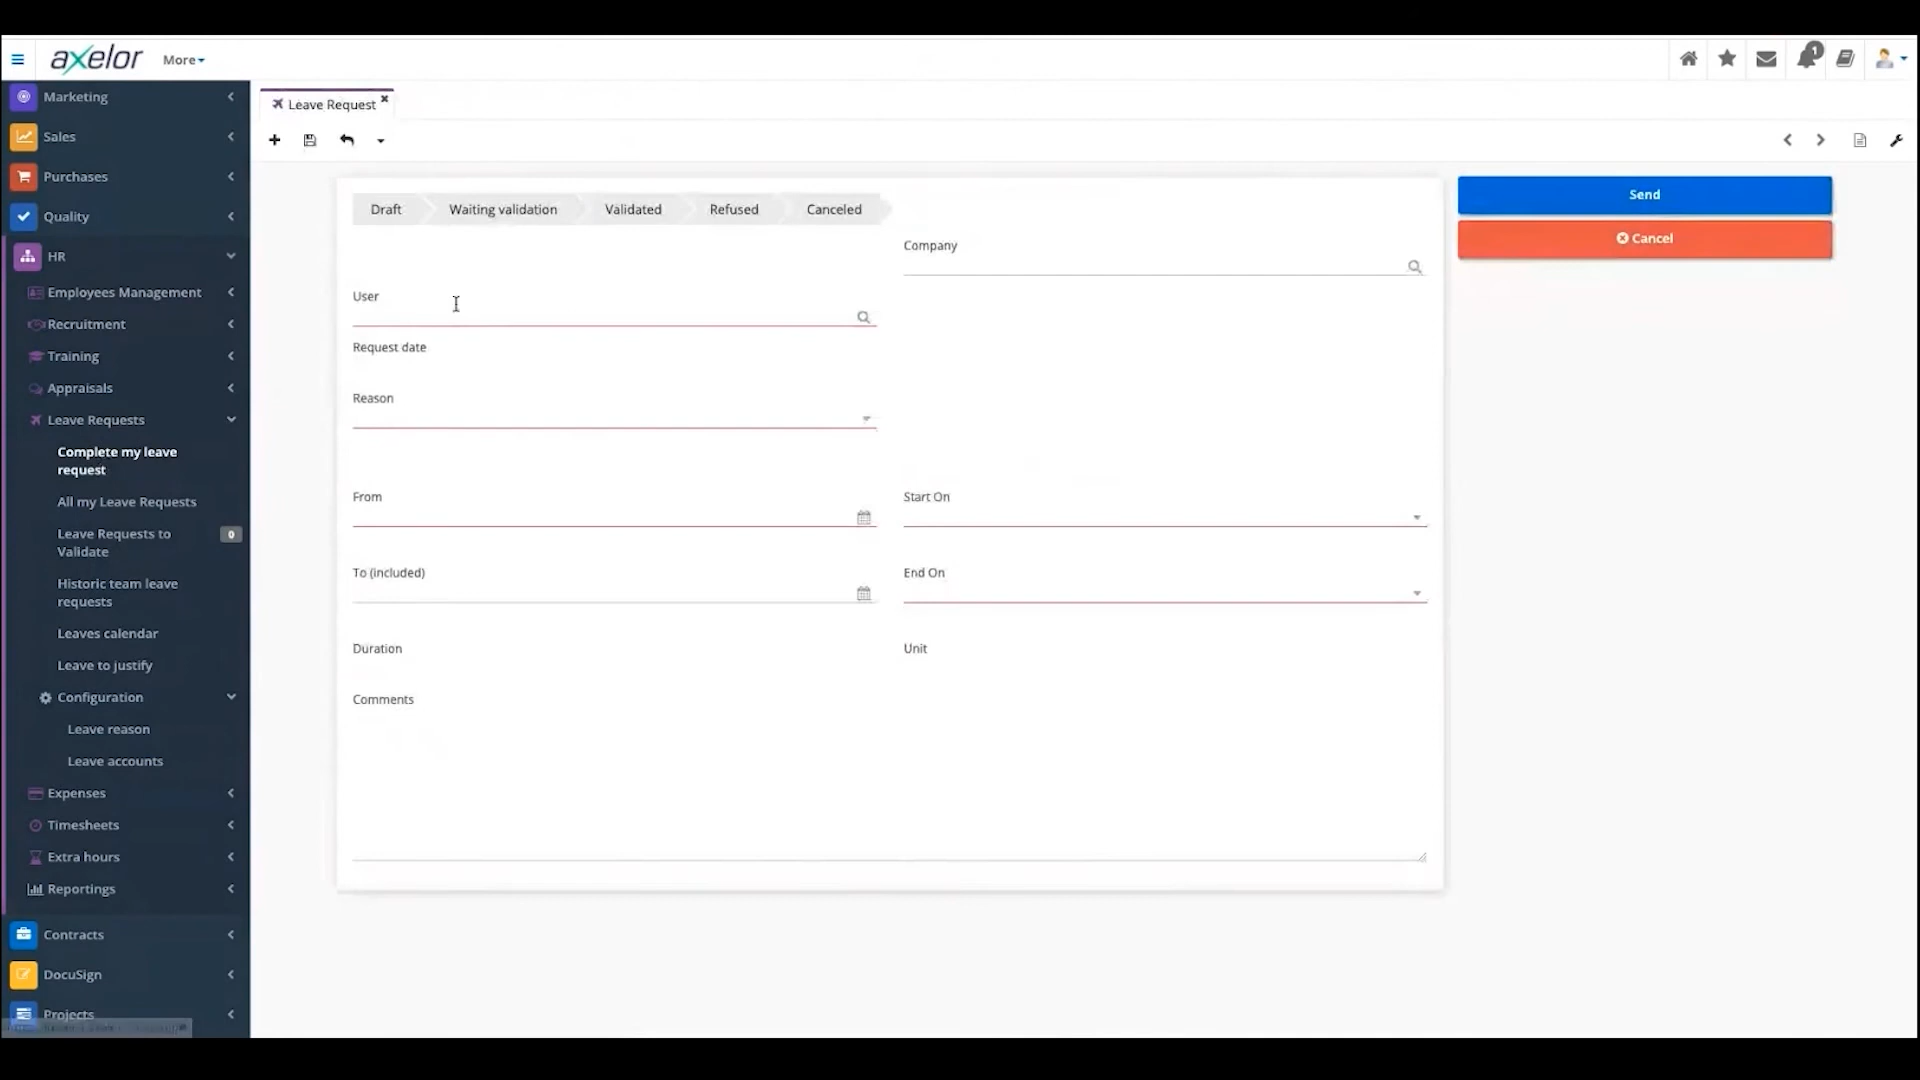 axelor More
1
Marketing
Sales
Purchases
Quality
HR
Employees Management
Recruitment
Training
Appraisals
Leave Requests
Complete my leave
request
All my Leave Requests
Leave Requests to
Validate
0
Historic team leave
requests
Leaves calendar
Leave to justify
Configuration
Leave reason
Leave accounts
Expenses
Timesheets
Extra hours
Reportings
Contracts
DocuSign
Projects
Leave Request
Draft Waiting validation Validated Refused Canceled
Company
User
Request date
Reason
From Start On
To (included) End On
Duration Unit
Comments
Send
Cancel